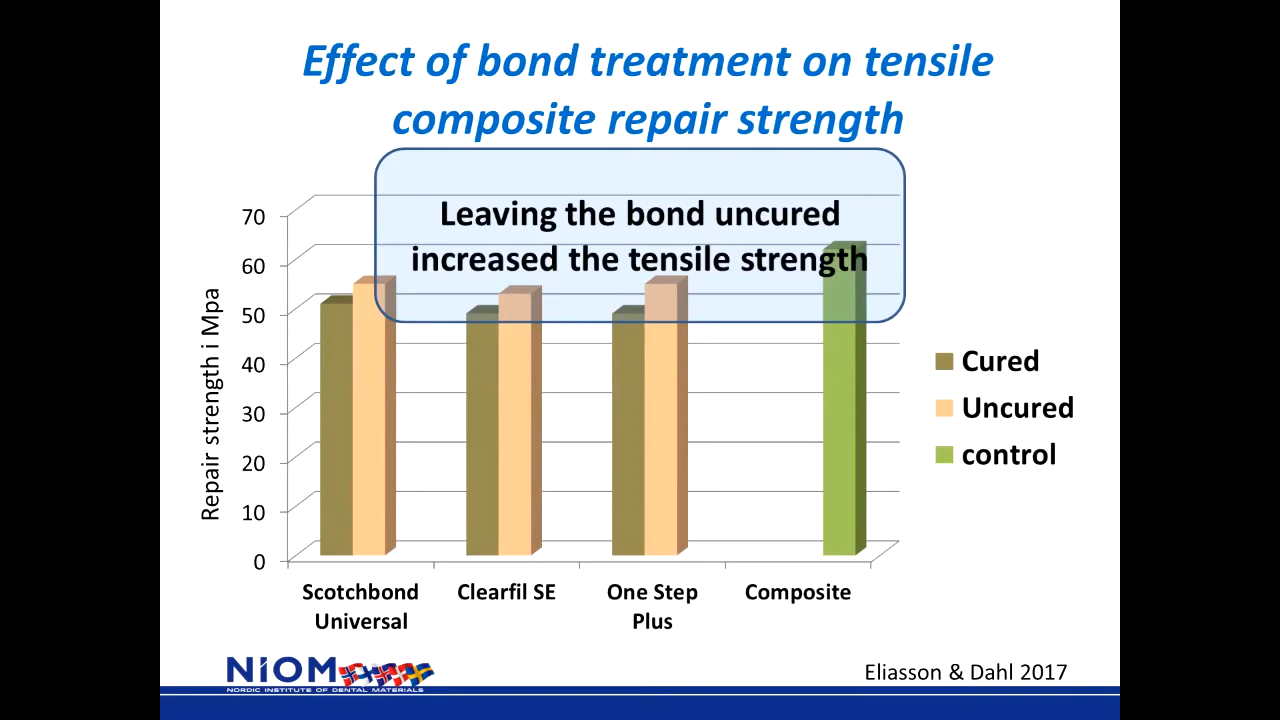 Effect of bond treatment on tensile
composite repair strength
Leaving the bond uncured
increased the tensile strength
Repair strength i Mpa
70
60
50
40
30
20
10
0
Scotchbond
Universal
Clearfil SE
One Step
Plus
Composite
Cured
Uncured
control
NIOM
NORDIC INSTITUTE OF DENTAL MATERIALS
Eliasson & Dahl 2017